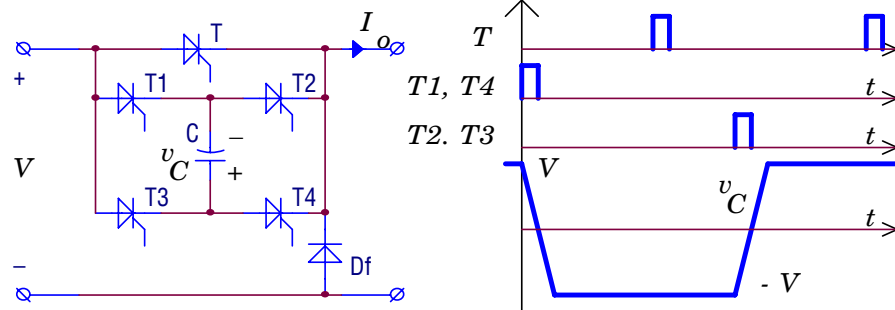 T
I o
+
T1
T2
C
–
V
v C
+
T3
T4
–
Df
T
T1, T4
t
T2. T3
t
V
v C
t
- V